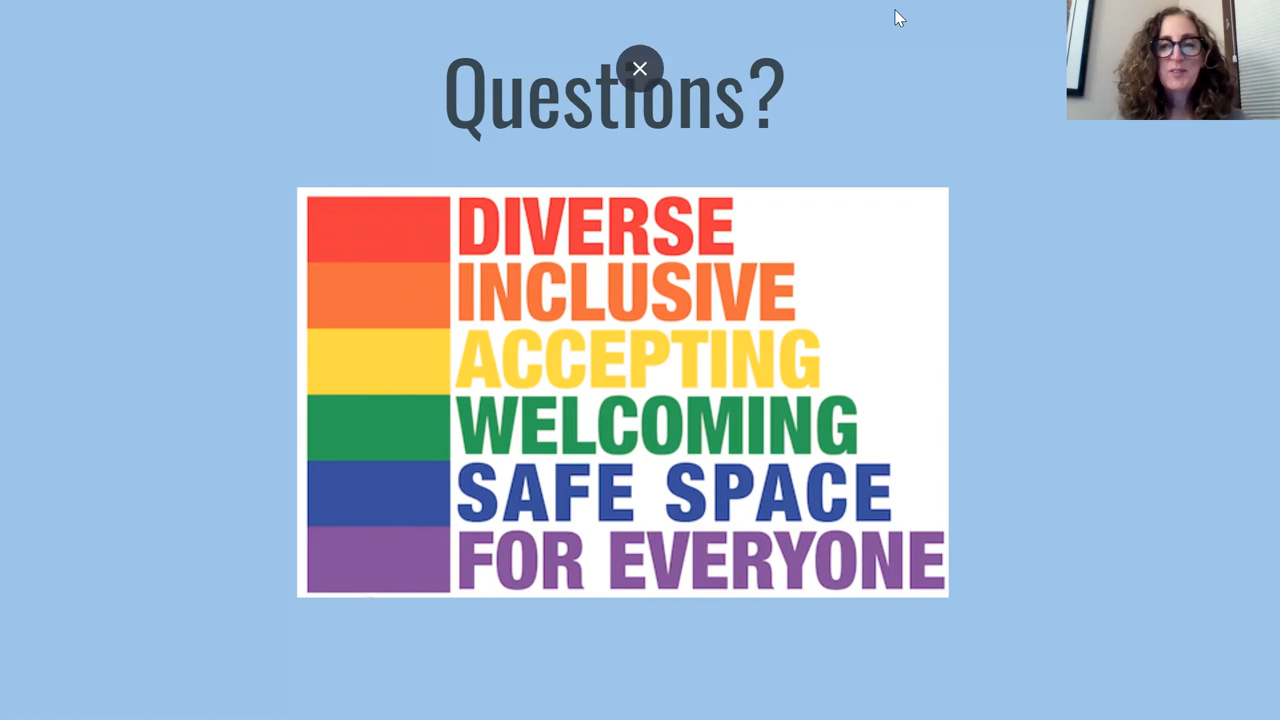 Questions?
DIVERSE
INCLUSIVE
ACCEPTING
WELCOMING
SAFE SPACE
FOR EVERYONE